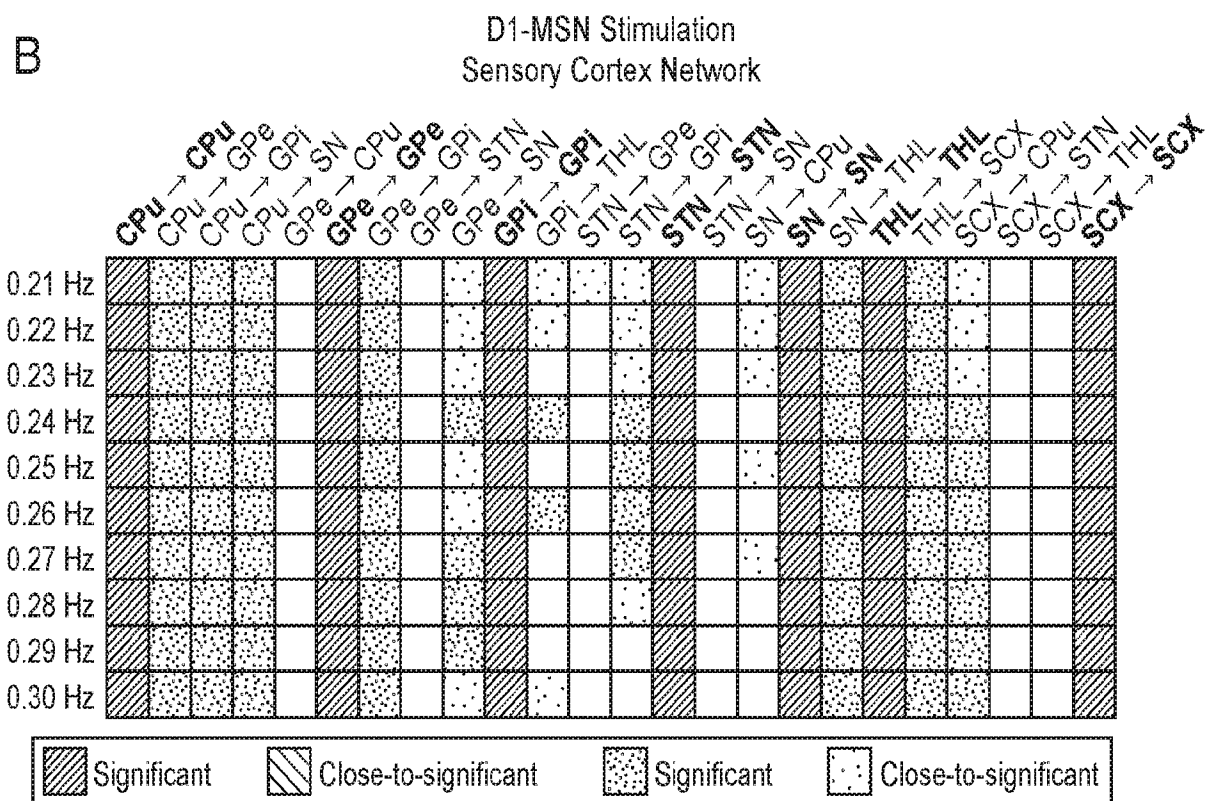 B
D1-MSN Stimulation
Sensory Cortex Network
CPu → CPu
CPu → GPe
CPu → GPi
CPu → SN
GPe → CPu
GPe → GPe
GPe → GPi
GPe → STN
GPe → SN
GPi → GPi
GPi → THL
STN → GPe
STN → GPi
STN → STN
STN → SN
SN → CPu
SN → SN
SN → THL
THL → THL
THL → SCX
SCX → CPu
SCX → STN
SCX → THL
SCX → SCX
0.21 Hz
0.22 Hz
0.23 Hz
0.24 Hz
0.25 Hz
0.26 Hz
0.27 Hz
0.28 Hz
0.29 Hz
0.30 Hz
Significant Close-to-significant Significant Close-to-significant